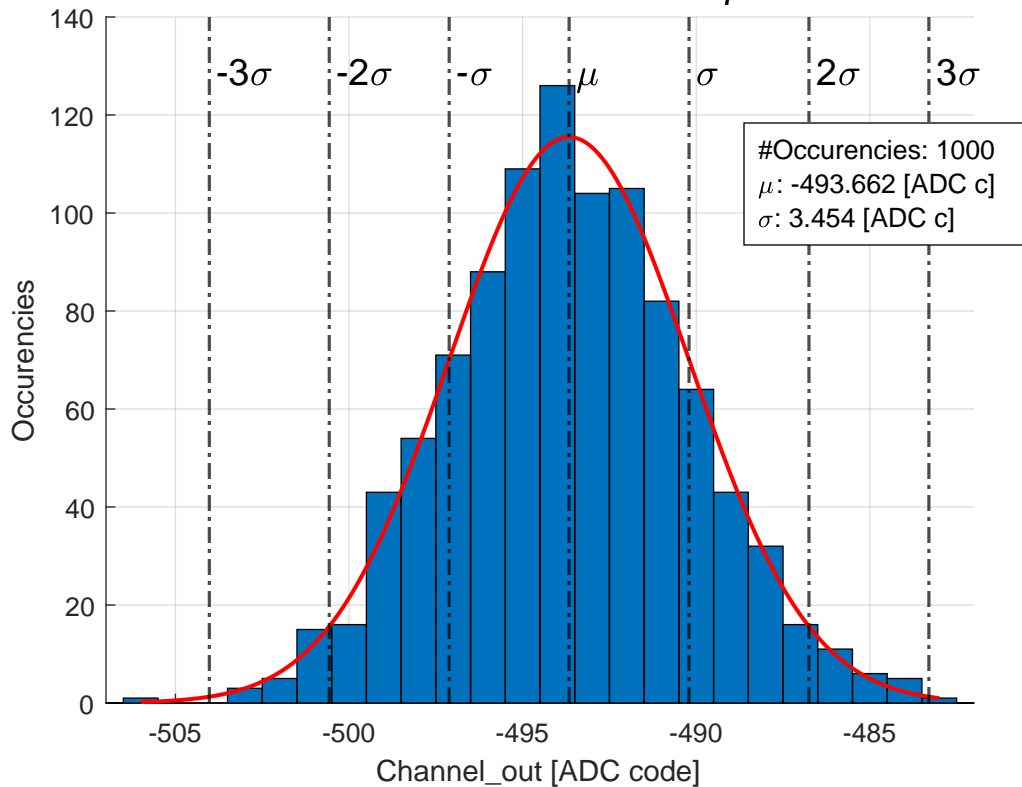 140
120
100
80
60
40
20
0
-3σ
-2σ
-σ
μ
σ
2σ
3σ
#Occurencies: 1000
μ: -493.662 [ADC c]
σ: 3.454 [ADC c]
Occurencies
-505
-500
-495
-490
-485
Channel_out [ADC code]